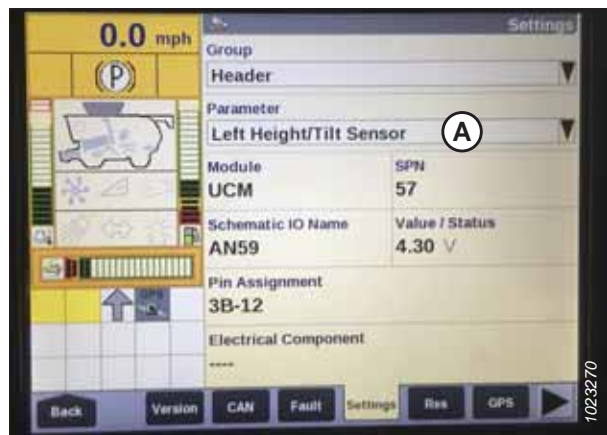 0.0 mph
(P)
Settings
Group
Header
Parameter
Left Height/Tilt Sensor
A
Module
UCM
SPN
57
Schematic IO Name
AN59
Value / Status
4.30 V
Pin Assignment
3B-12
Electrical Component
----
Back
Version
CAN
Fault
Settings
Res
GPS
1023270